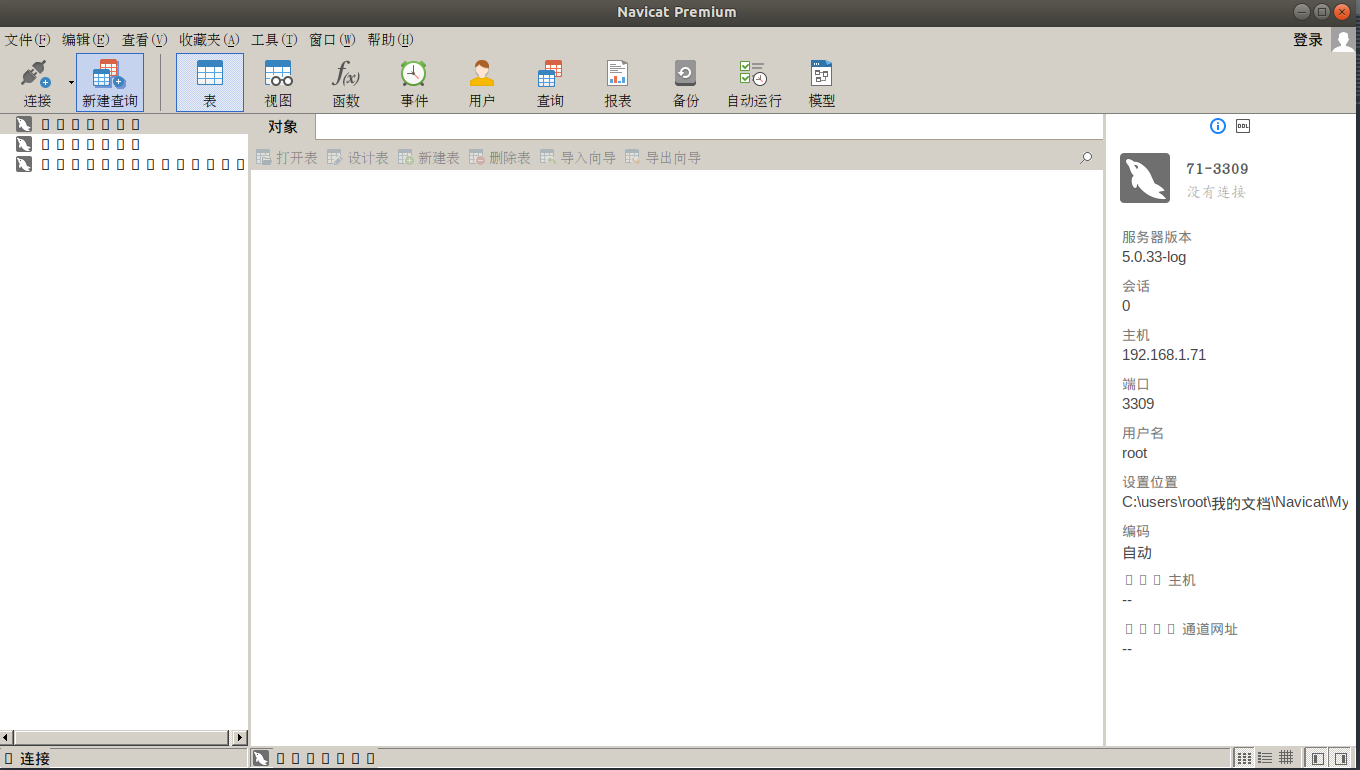 Navicat Premium
文件(F) 编辑(E) 查看(V) 收藏夹(A) 工具(T) 窗口(W) 帮助(H) 登录
连接 新建查询 表 视图 函数 事件 用户 查询 报表 备份 自动运行 模型
对象
打开表 设计表 新建表 删除表 导入向导 导出向导
DDL
71-3309
没有连接
服务器版本
5.0.33-log
会话
0
主机
192.168.1.71
端口
3309
用户名
root
设置位置
C:\users\root\我的文档\Navicat\My
编码
自动
主机
--
通道网址
--
连接